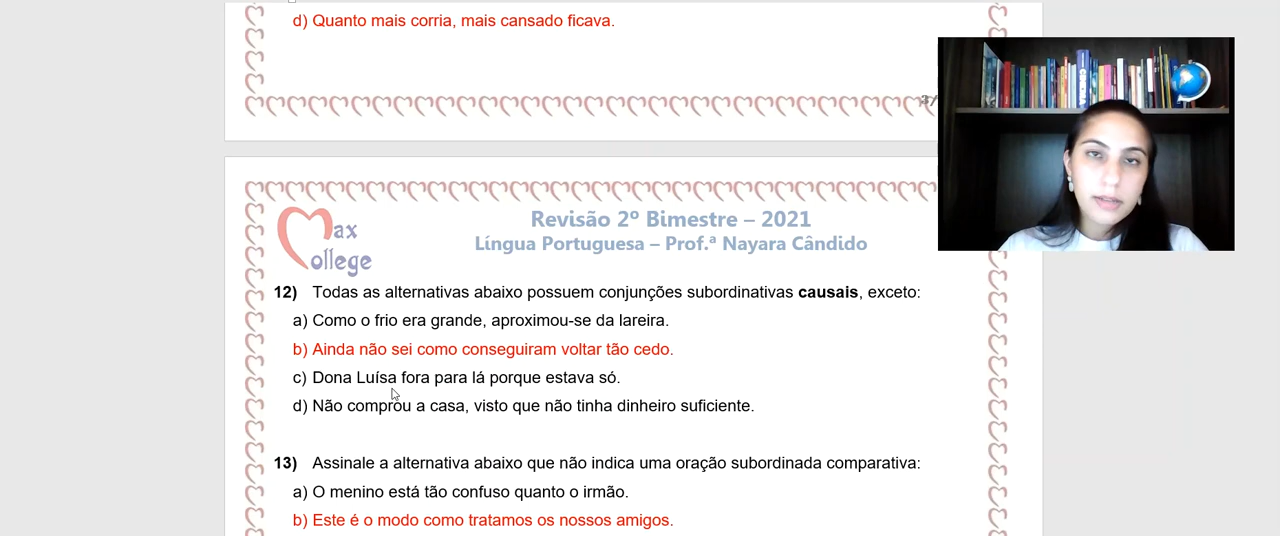 d) Quanto mais corria, mais cansado ficava.
3/
Max
College
Revisão 2º Bimestre – 2021
Língua Portuguesa – Prof.ª Nayara Cândido
12) Todas as alternativas abaixo possuem conjunções subordinativas causais, exceto:
a) Como o frio era grande, aproximou-se da lareira.
b) Ainda não sei como conseguiram voltar tão cedo.
c) Dona Luísa fora para lá porque estava só.
d) Não comprou a casa, visto que não tinha dinheiro suficiente.
13) Assinale a alternativa abaixo que não indica uma oração subordinada comparativa:
a) O menino está tão confuso quanto o irmão.
b) Este é o modo como tratamos os nossos amigos.